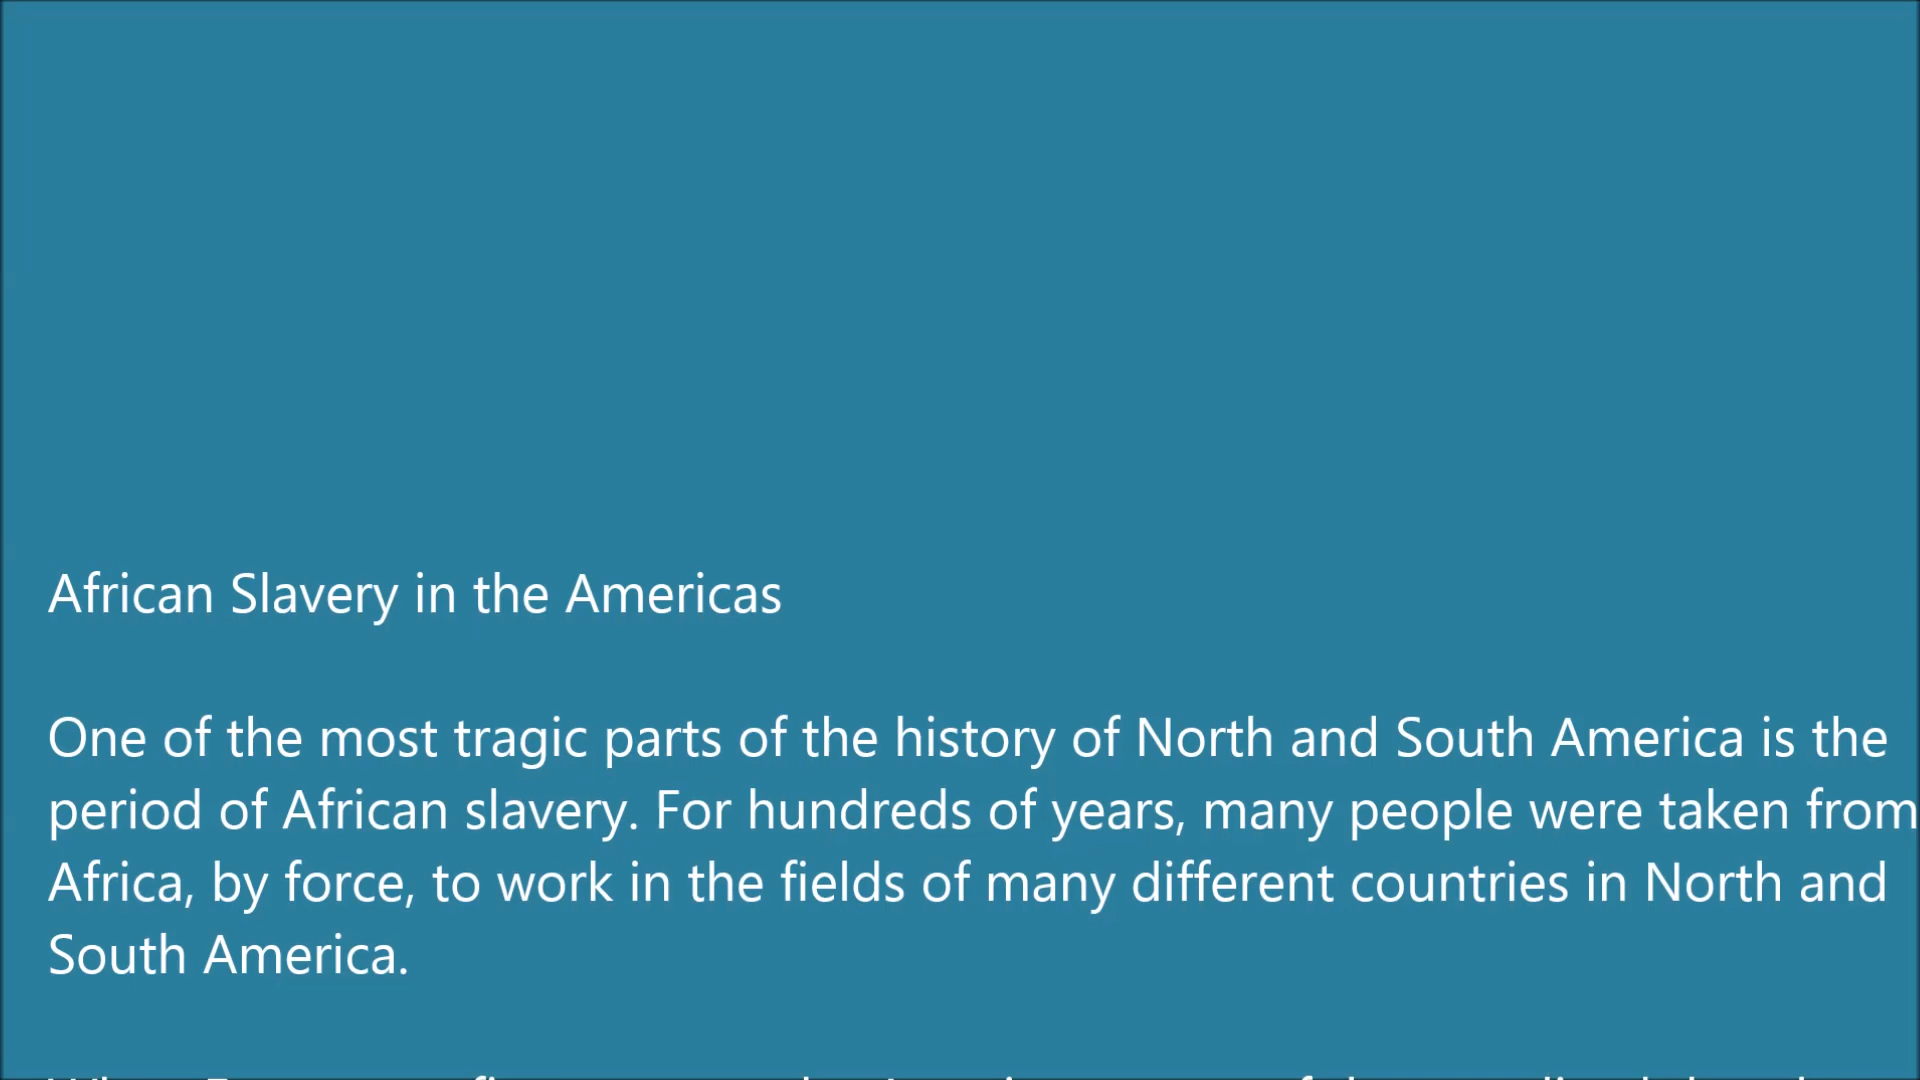 African Slavery in the Americas
One of the most tragic parts of the history of North and South America is the
period of African slavery. For hundreds of years, many people were taken from
Africa, by force, to work in the fields of many different countries in North and
South America.